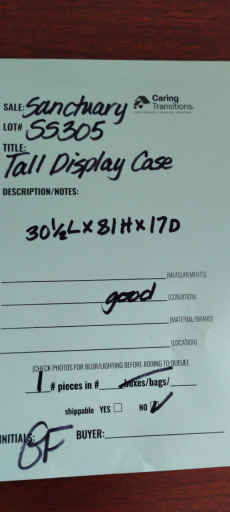 SALE: Sanctuary Caring Transitions
LOT# SS305
TITLE:
Tall Display Case
DESCRIPTION/NOTES:
30½L x 81H x 17D
(MEASUREMENTS)
good (CONDITION)
(MATERIAL/BRAND)
(LOCATION)
(CHECK PHOTOS FOR BLUR/LIGHTING BEFORE ADDING TO QUEUE)
1 # pieces in # boxes/bags/
shippable YES NO
INITIALS: BUYER: